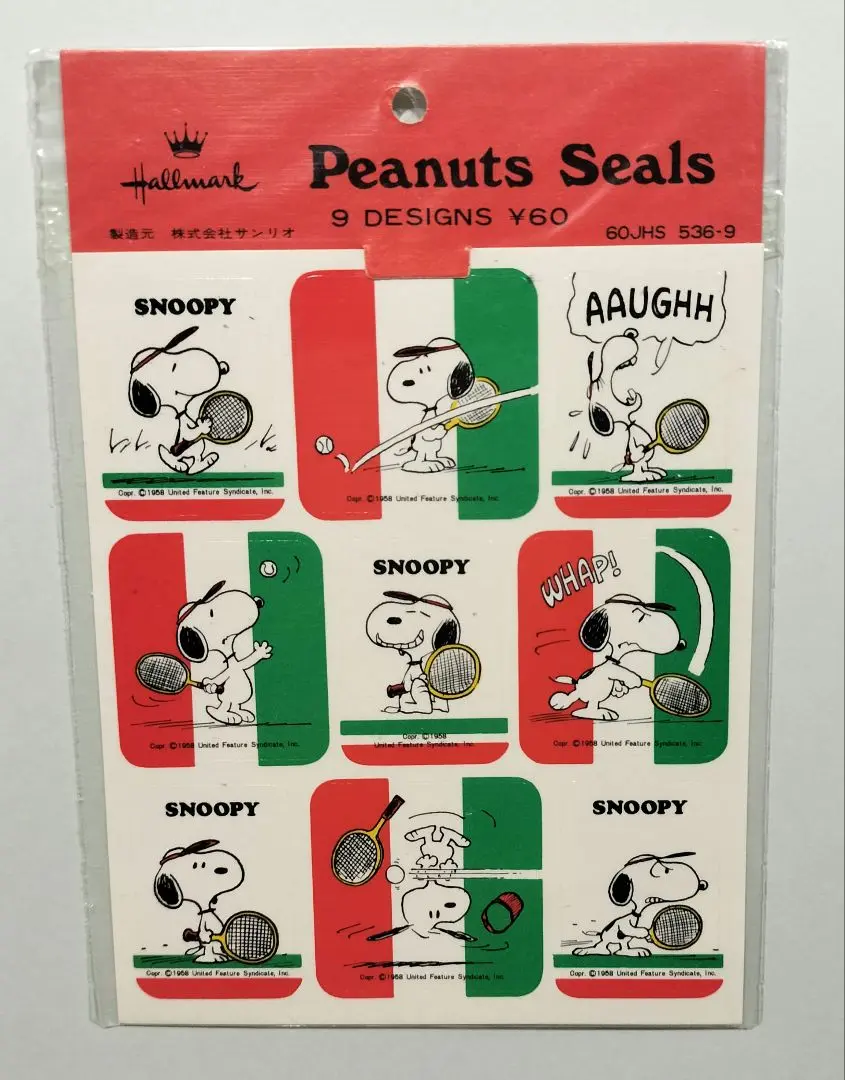 Hallmark
Peanuts Seals
9 DESIGNS ¥60
製造元 株式会社サンリオ
60JHS 536-9
SNOOPY
Copr. ©1958 United Feature Syndicate, Inc.
Copr. ©1958 United Feature Syndicate, Inc.
AAUGHH
Copr. ©1958 United Feature Syndicate, Inc.
Copr. ©1958 United Feature Syndicate, Inc.
SNOOPY
Copr. ©1958
United Feature Syndicate, Inc.
WHAP!
Copr. ©1958 United Feature Syndicate, Inc.
SNOOPY
Copr. ©1958 United Feature Syndicate, Inc.
Copr. ©1958 United Feature Syndicate, Inc.
SNOOPY
Copr. ©1958 United Feature Syndicate, Inc.